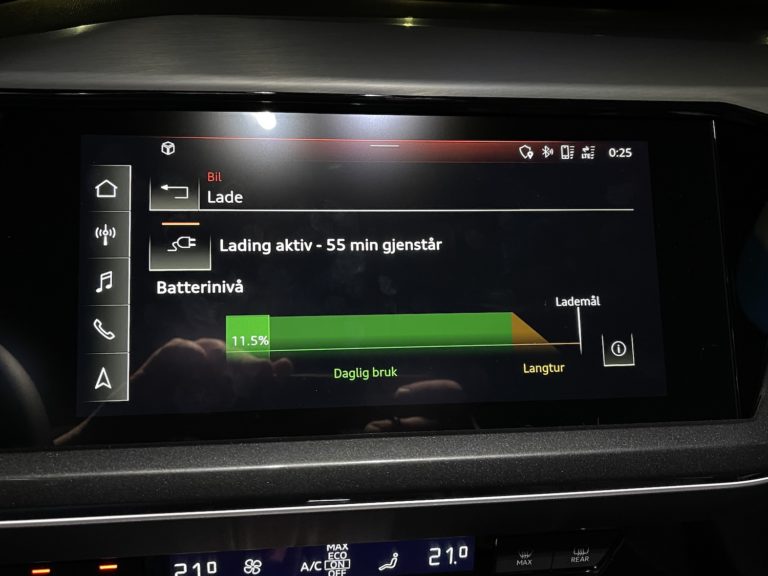 LTE
0:25
Bil
Lade
Lading aktiv - 55 min gjenstår
Batterinivå
Lademål
11.5%
Daglig bruk
Langtur
21.0
A/C
MAX
ECO
ON
OFF
21.0
MAX
REAR